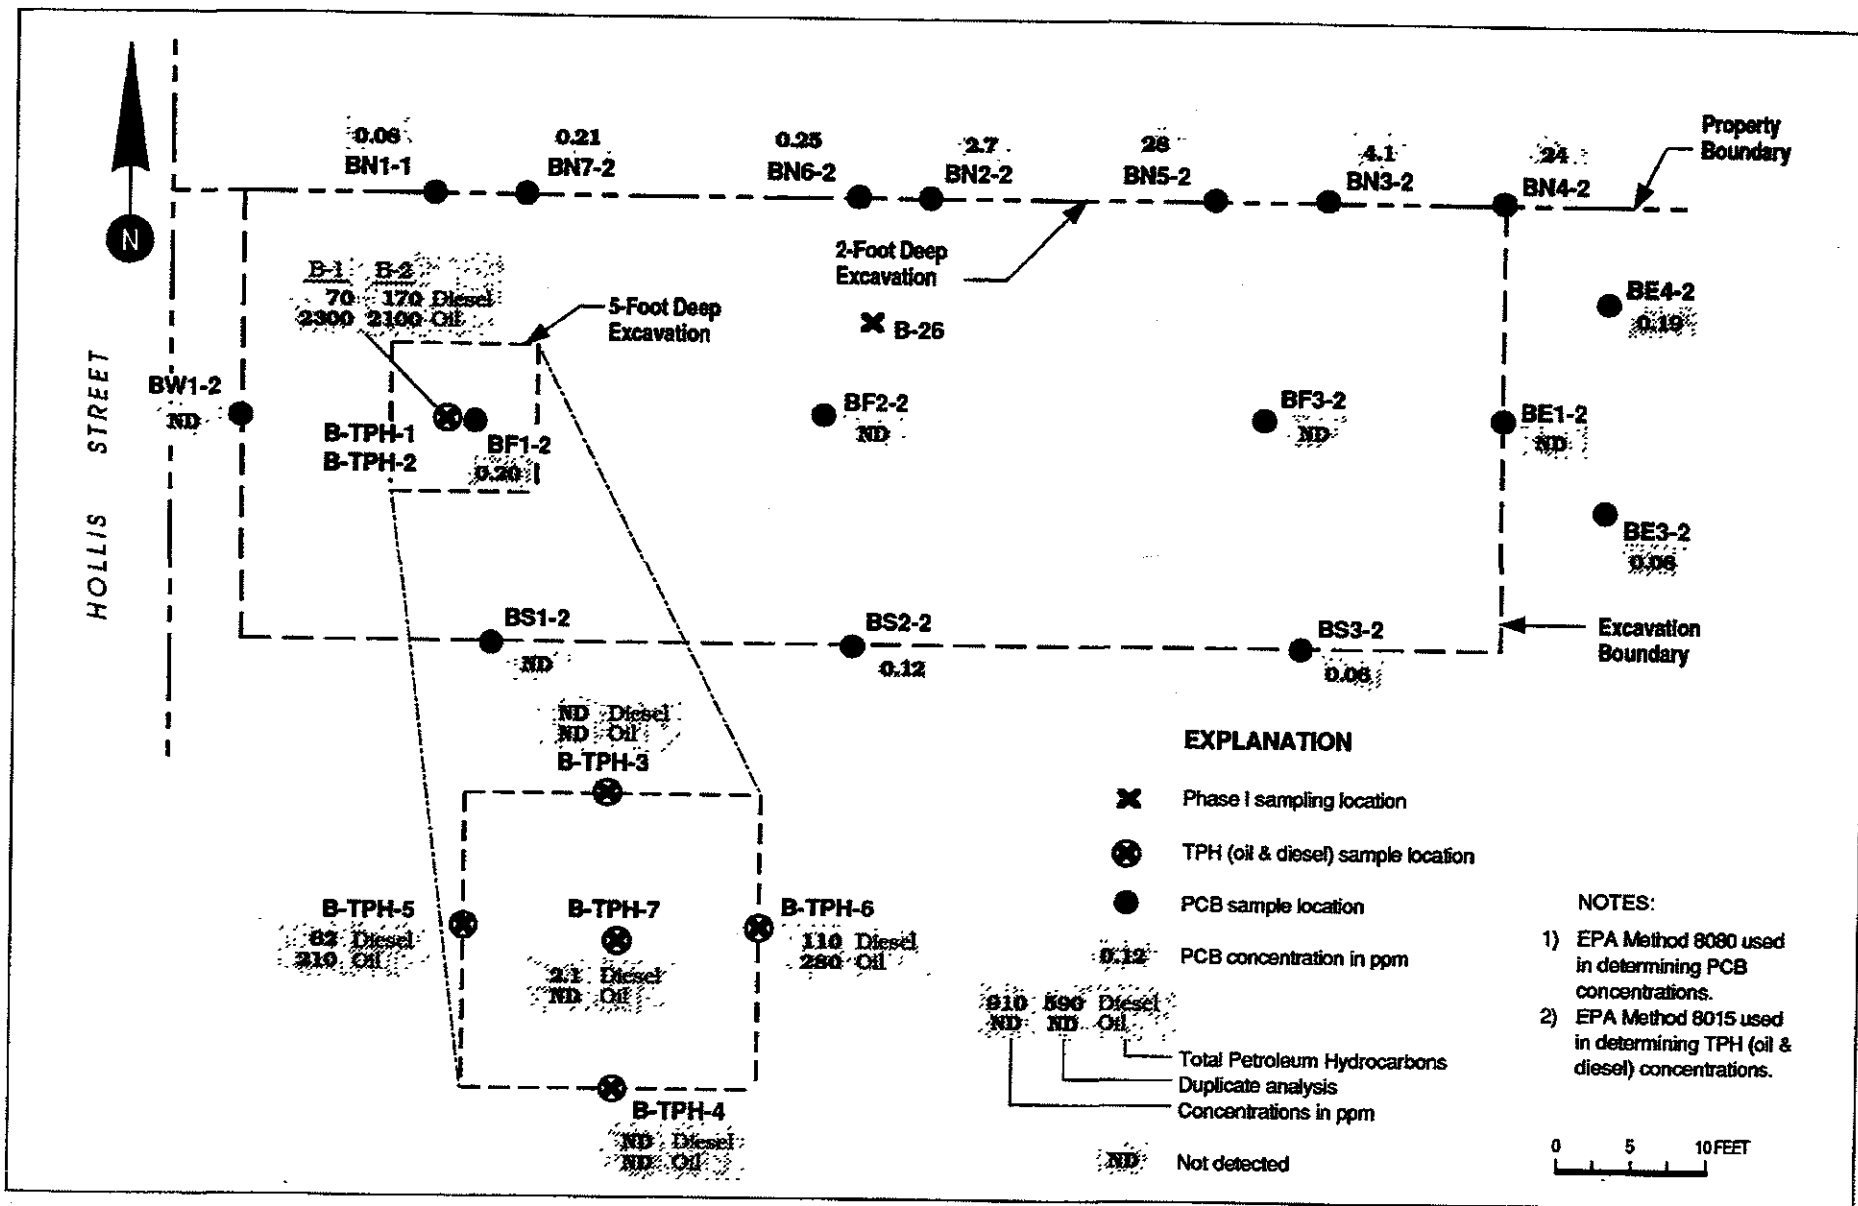 0.06
BN1-1
0.21
BN7-2
0.25
BN6-2
2.7
BN2-2
28
BN5-2
4.1
BN3-2
24
BN4-2
Property
Boundary
N
2-Foot Deep
Excavation
B-1 B-2
70 170 Diesel
2300 2100 Oil
5-Foot Deep
Excavation
B-26
BE4-2
0.19
HOLLIS STREET
BW1-2
ND
B-TPH-1
B-TPH-2
BF1-2
0.20
BF2-2
ND
BF3-2
ND
BE1-2
ND
BE3-2
0.06
BS1-2
ND
BS2-2
0.12
BS3-2
0.06
Excavation
Boundary
ND Diesel
ND Oil
B-TPH-3
B-TPH-5
Diesel
210 Oil
B-TPH-7
2.1 Diesel
ND Oil
B-TPH-6
110 Diesel
280 Oil
B-TPH-4
ND Diesel
ND Oil
EXPLANATION
Phase I sampling location
TPH (oil & diesel) sample location
PCB sample location
0.12 PCB concentration in ppm
910 590 Diesel
ND ND Oil
Total Petroleum Hydrocarbons
Duplicate analysis
Concentrations in ppm
ND Not detected
NOTES:
1) EPA Method 8080 used
in determining PCB
concentrations.
2) EPA Method 8015 used
in determining TPH (oil &
diesel) concentrations.
0 5 10 FEET